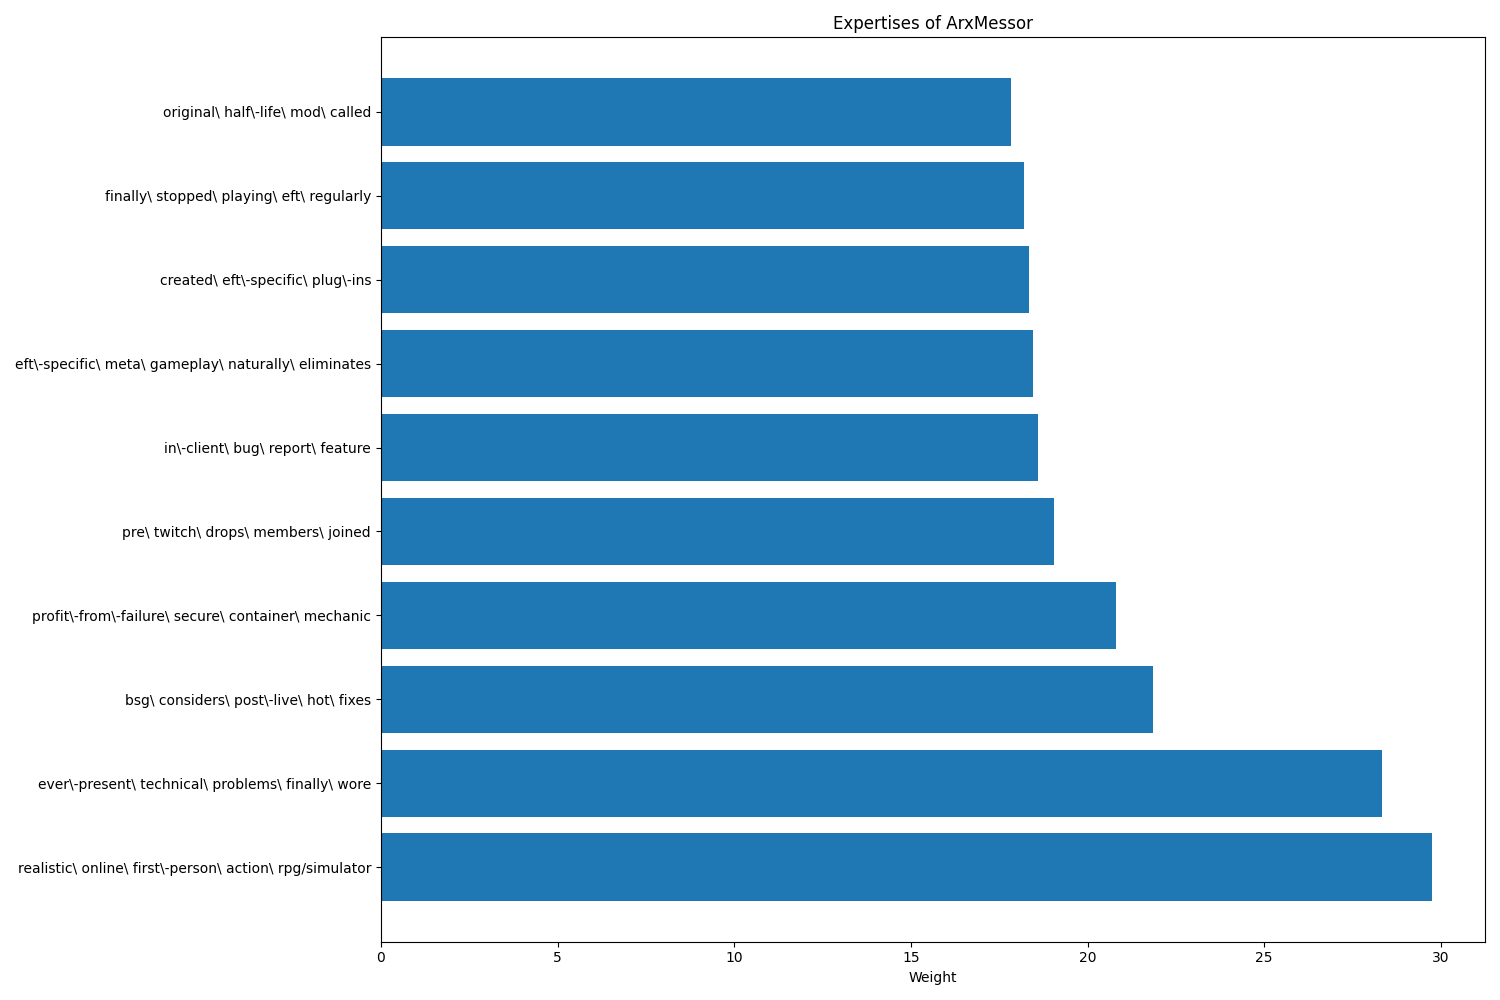 Expertises of ArxMessor
original\ half\-life\ mod\ called
finally\ stopped\ playing\ eft\ regularly
created\ eft\-specific\ plug\-ins
eft\-specific\ meta\ gameplay\ naturally\ eliminates
in\-client\ bug\ report\ feature
pre\ twitch\ drops\ members\ joined
profit\-from\-failure\ secure\ container\ mechanic
bsg\ considers\ post\-live\ hot\ fixes
ever\-present\ technical\ problems\ finally\ wore
realistic\ online\ first\-person\ action\ rpg/simulator
0 5 10 15 20 25 30
Weight